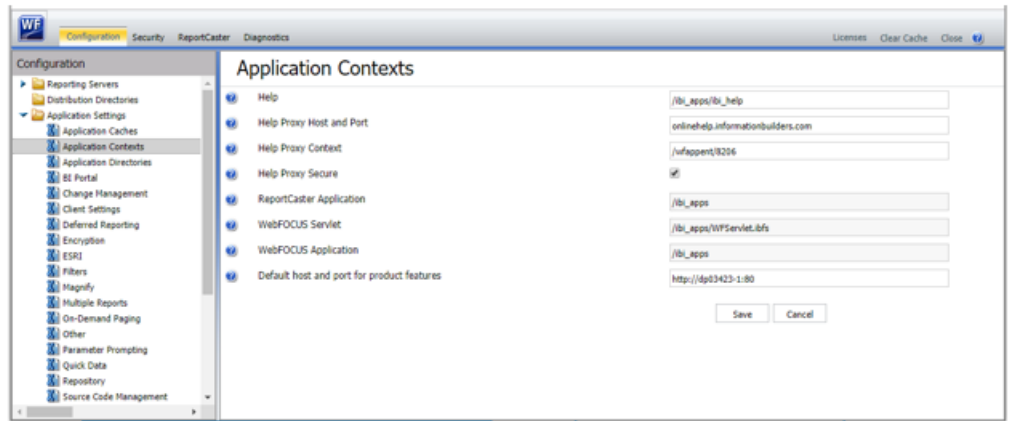 WF
Configuration Security ReportCaster Diagnostics Licenses Clear Cache Close
Configuration
Reporting Servers
Distribution Directories
Application Settings
Application Caches
Application Contexts
Application Directories
BI Portal
Change Management
Client Settings
Deferred Reporting
Encryption
ESRI
Filters
Magnify
Multiple Reports
On-Demand Paging
Other
Parameter Prompting
Quick Data
Repository
Source Code Management
Application Contexts
Help /ibi_apps/ibi_help
Help Proxy Host and Port onlinehelp.informationbuilders.com
Help Proxy Context /wfappent/8206
Help Proxy Secure
ReportCaster Application /ibi_apps
WebFOCUS Servlet /ibi_apps/WFServlet.ibfs
WebFOCUS Application /ibi_apps
Default host and port for product features http://dp03423-1:80
Save Cancel